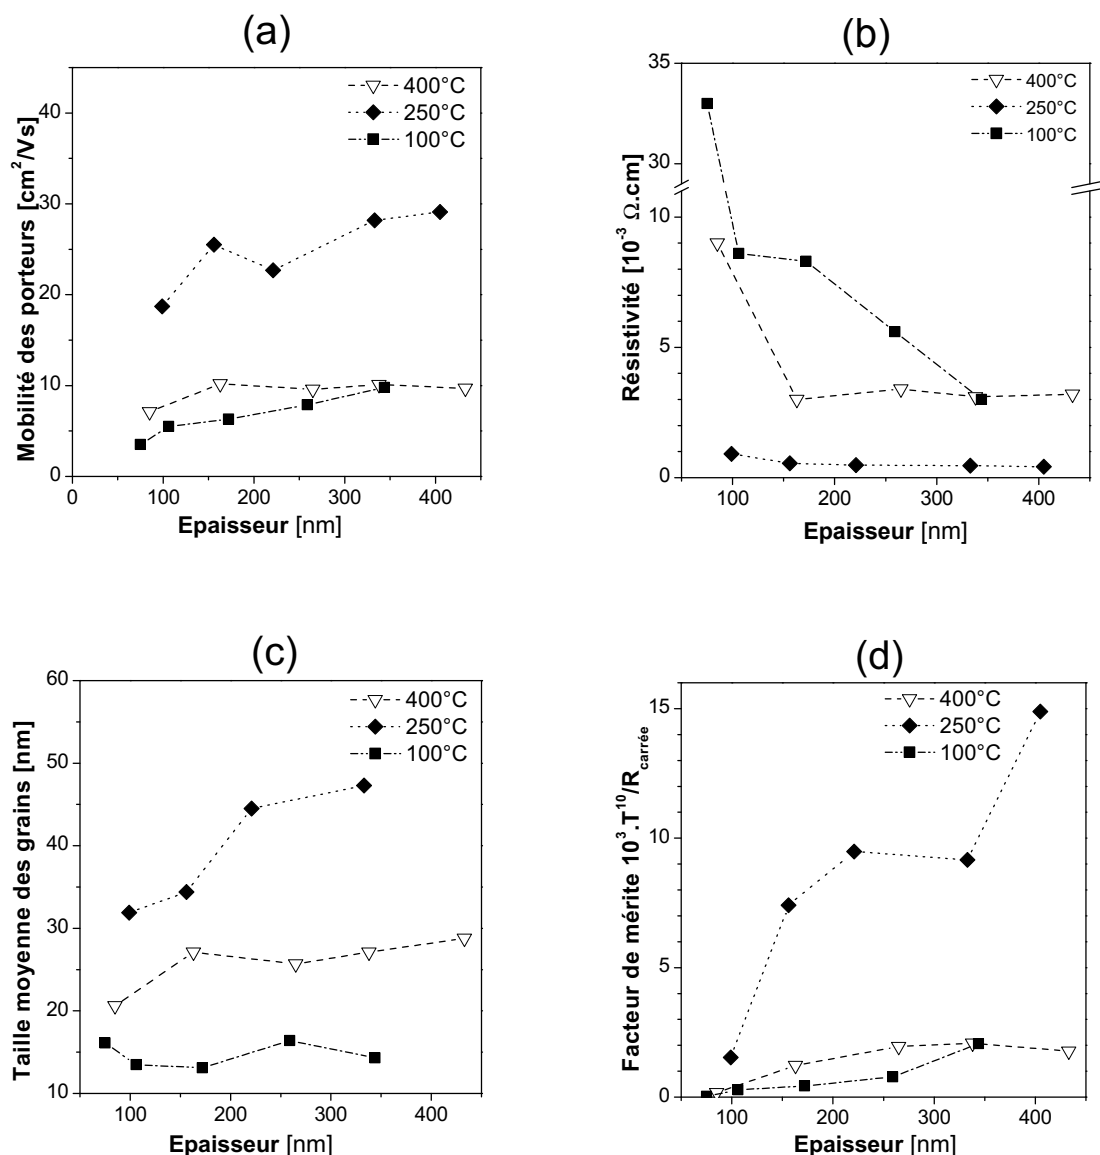 (a)
400°C
250°C
100°C
Mobilité des porteurs [cm²/Vs]
40
30
20
10
0
0 100 200 300 400
Epaisseur [nm]
(b)
400°C
250°C
100°C
Résistivité [10⁻³ Ω.cm]
35
30
10
5
0
100 200 300 400
Epaisseur [nm]
(c)
400°C
250°C
100°C
Taille moyenne des grains [nm]
60
50
40
30
20
10
100 200 300 400
Epaisseur [nm]
(d)
400°C
250°C
100°C
Facteur de mérite 10³.T¹⁰/R carrée
15
10
5
0
100 200 300 400
Epaisseur [nm]